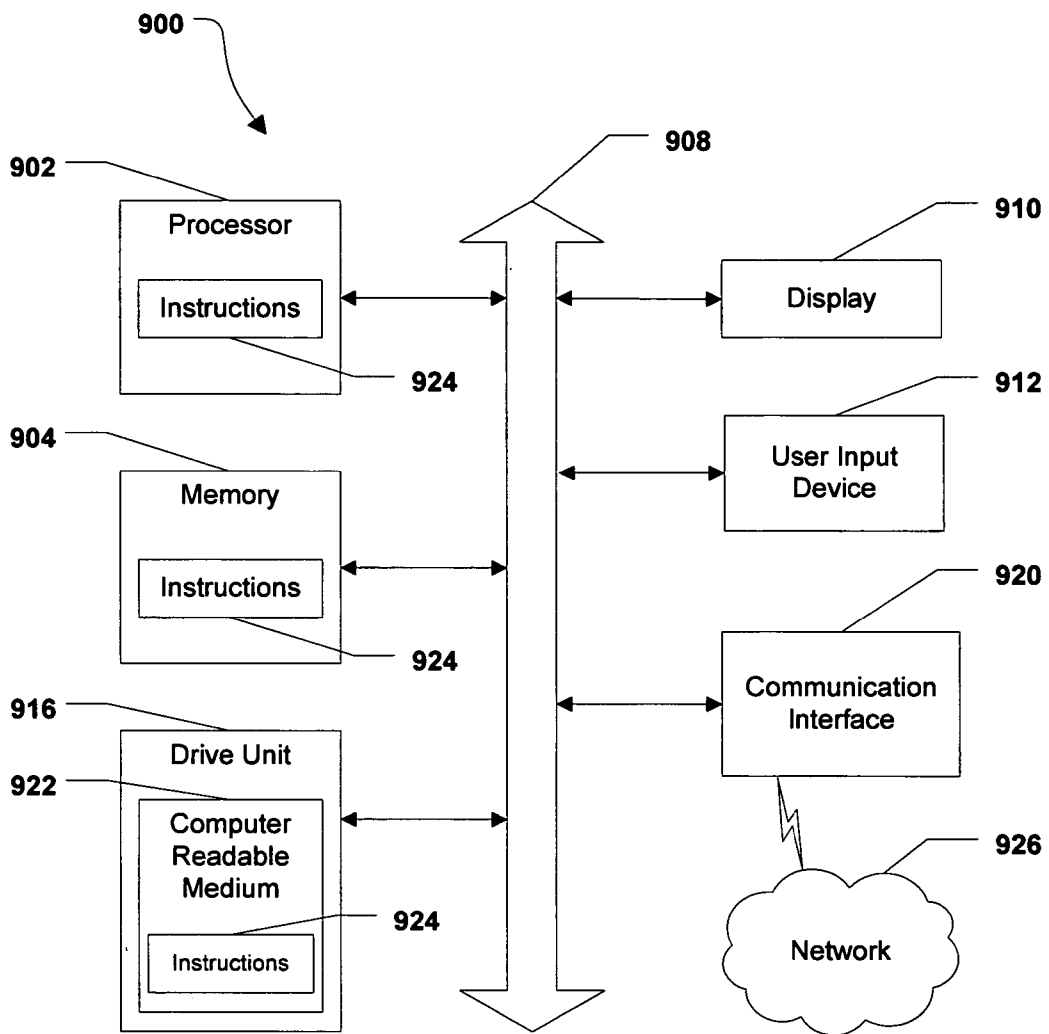 900
902
908
Processor
910
Instructions
Display
924
912
904
User Input
Device
Memory
Instructions
920
924
Communication
Interface
916
Drive Unit
922
Computer
Readable
Medium
926
924
Instructions
Network